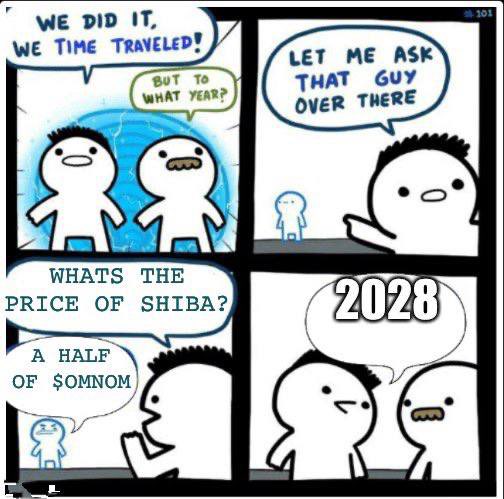 WE DID IT,
WE TIME TRAVELED!
BUT TO
WHAT YEAR?
# 101
LET ME ASK
THAT GUY
OVER THERE
WHATS THE
PRICE OF SHIBA?
A HALF
OF $OMNOM
2028